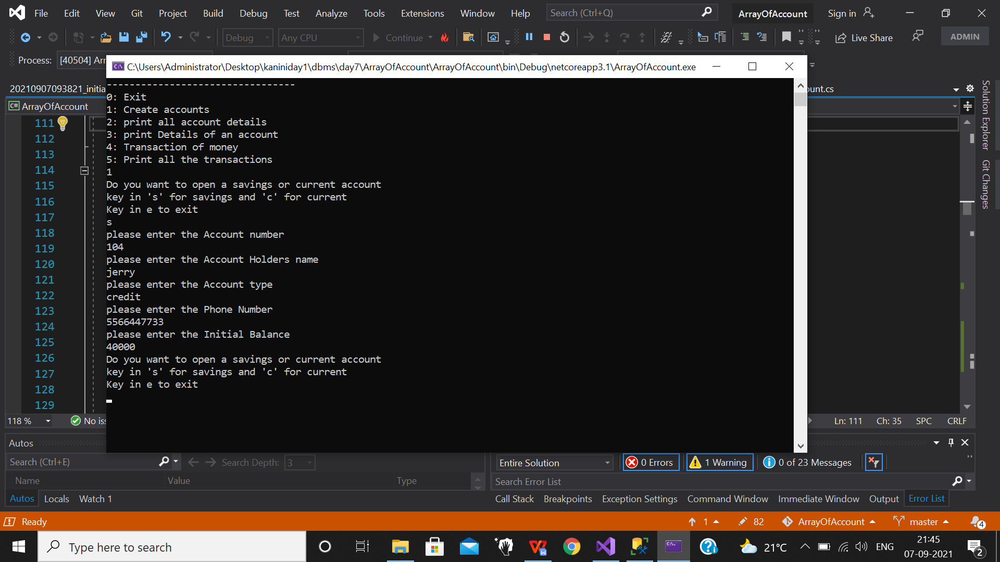 File Edit View Git Project Build Debug Test Analyze Tools Extensions Window Help Search (Ctrl+Q) ArrayOfAccount Sign in
Debug Any CPU Continue Live Share ADMIN
Process: [40504] Arr
C:\Users\Administrator\Desktop\kaniniday1\dbms\day7\ArrayOfAccount\ArrayOfAccount\bin\Debug\netcoreapp3.1\ArrayOfAccount.exe
20210907093821_initia
ount.cs
ArrayOfAccount
Solution Explorer
Git Changes
111
112
113
114
115
116
117
118
119
120
121
122
123
124
125
126
127
128
129
---------------------------------
0: Exit
1: Create accounts
2: print all account details
3: print Details of an account
4: Transaction of money
5: Print all the transactions
1
Do you want to open a savings or current account
key in 's' for savings and 'c' for current
Key in e to exit
s
please enter the Account number
104
please enter the Account Holders name
jerry
please enter the Account type
credit
please enter the Phone Number
5566447733
please enter the Initial Balance
40000
Do you want to open a savings or current account
key in 's' for savings and 'c' for current
Key in e to exit
118 % No iss Ln: 111 Ch: 35 SPC CRLF
Autos
Search (Ctrl+E) Search Depth: 3
Name Value Type
Autos Locals Watch 1
Entire Solution 0 Errors 1 Warning 0 of 23 Messages
Search Error List
Call Stack Breakpoints Exception Settings Command Window Immediate Window Output Error List
Ready 1 82 ArrayOfAccount master 4
Type here to search 21°C ENG 21:45
07-09-2021 2